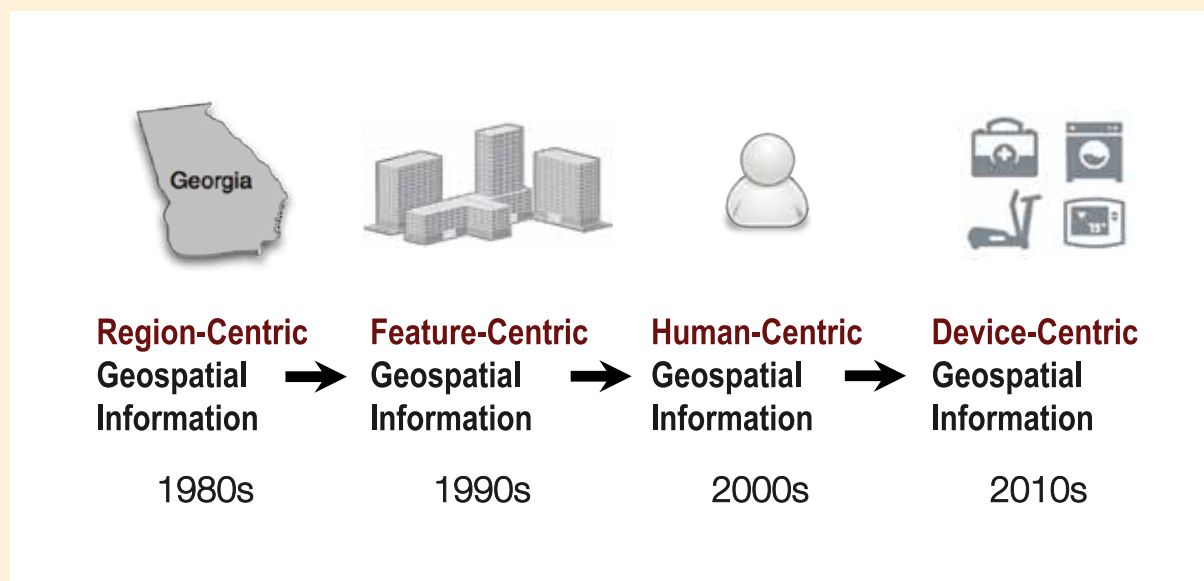 Georgia
Region-Centric
Geospatial
Information
1980s
Feature-Centric
Geospatial
Information
1990s
Human-Centric
Geospatial
Information
2000s
Device-Centric
Geospatial
Information
2010s